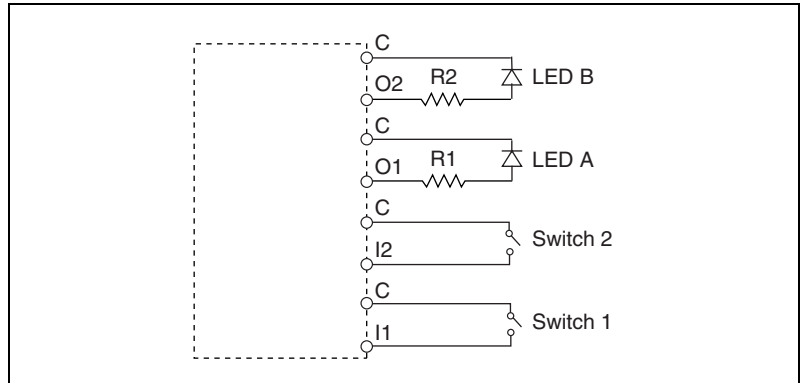 C
O2 R2 LED B
C
O1 R1 LED A
C
I2 Switch 2
C
I1 Switch 1